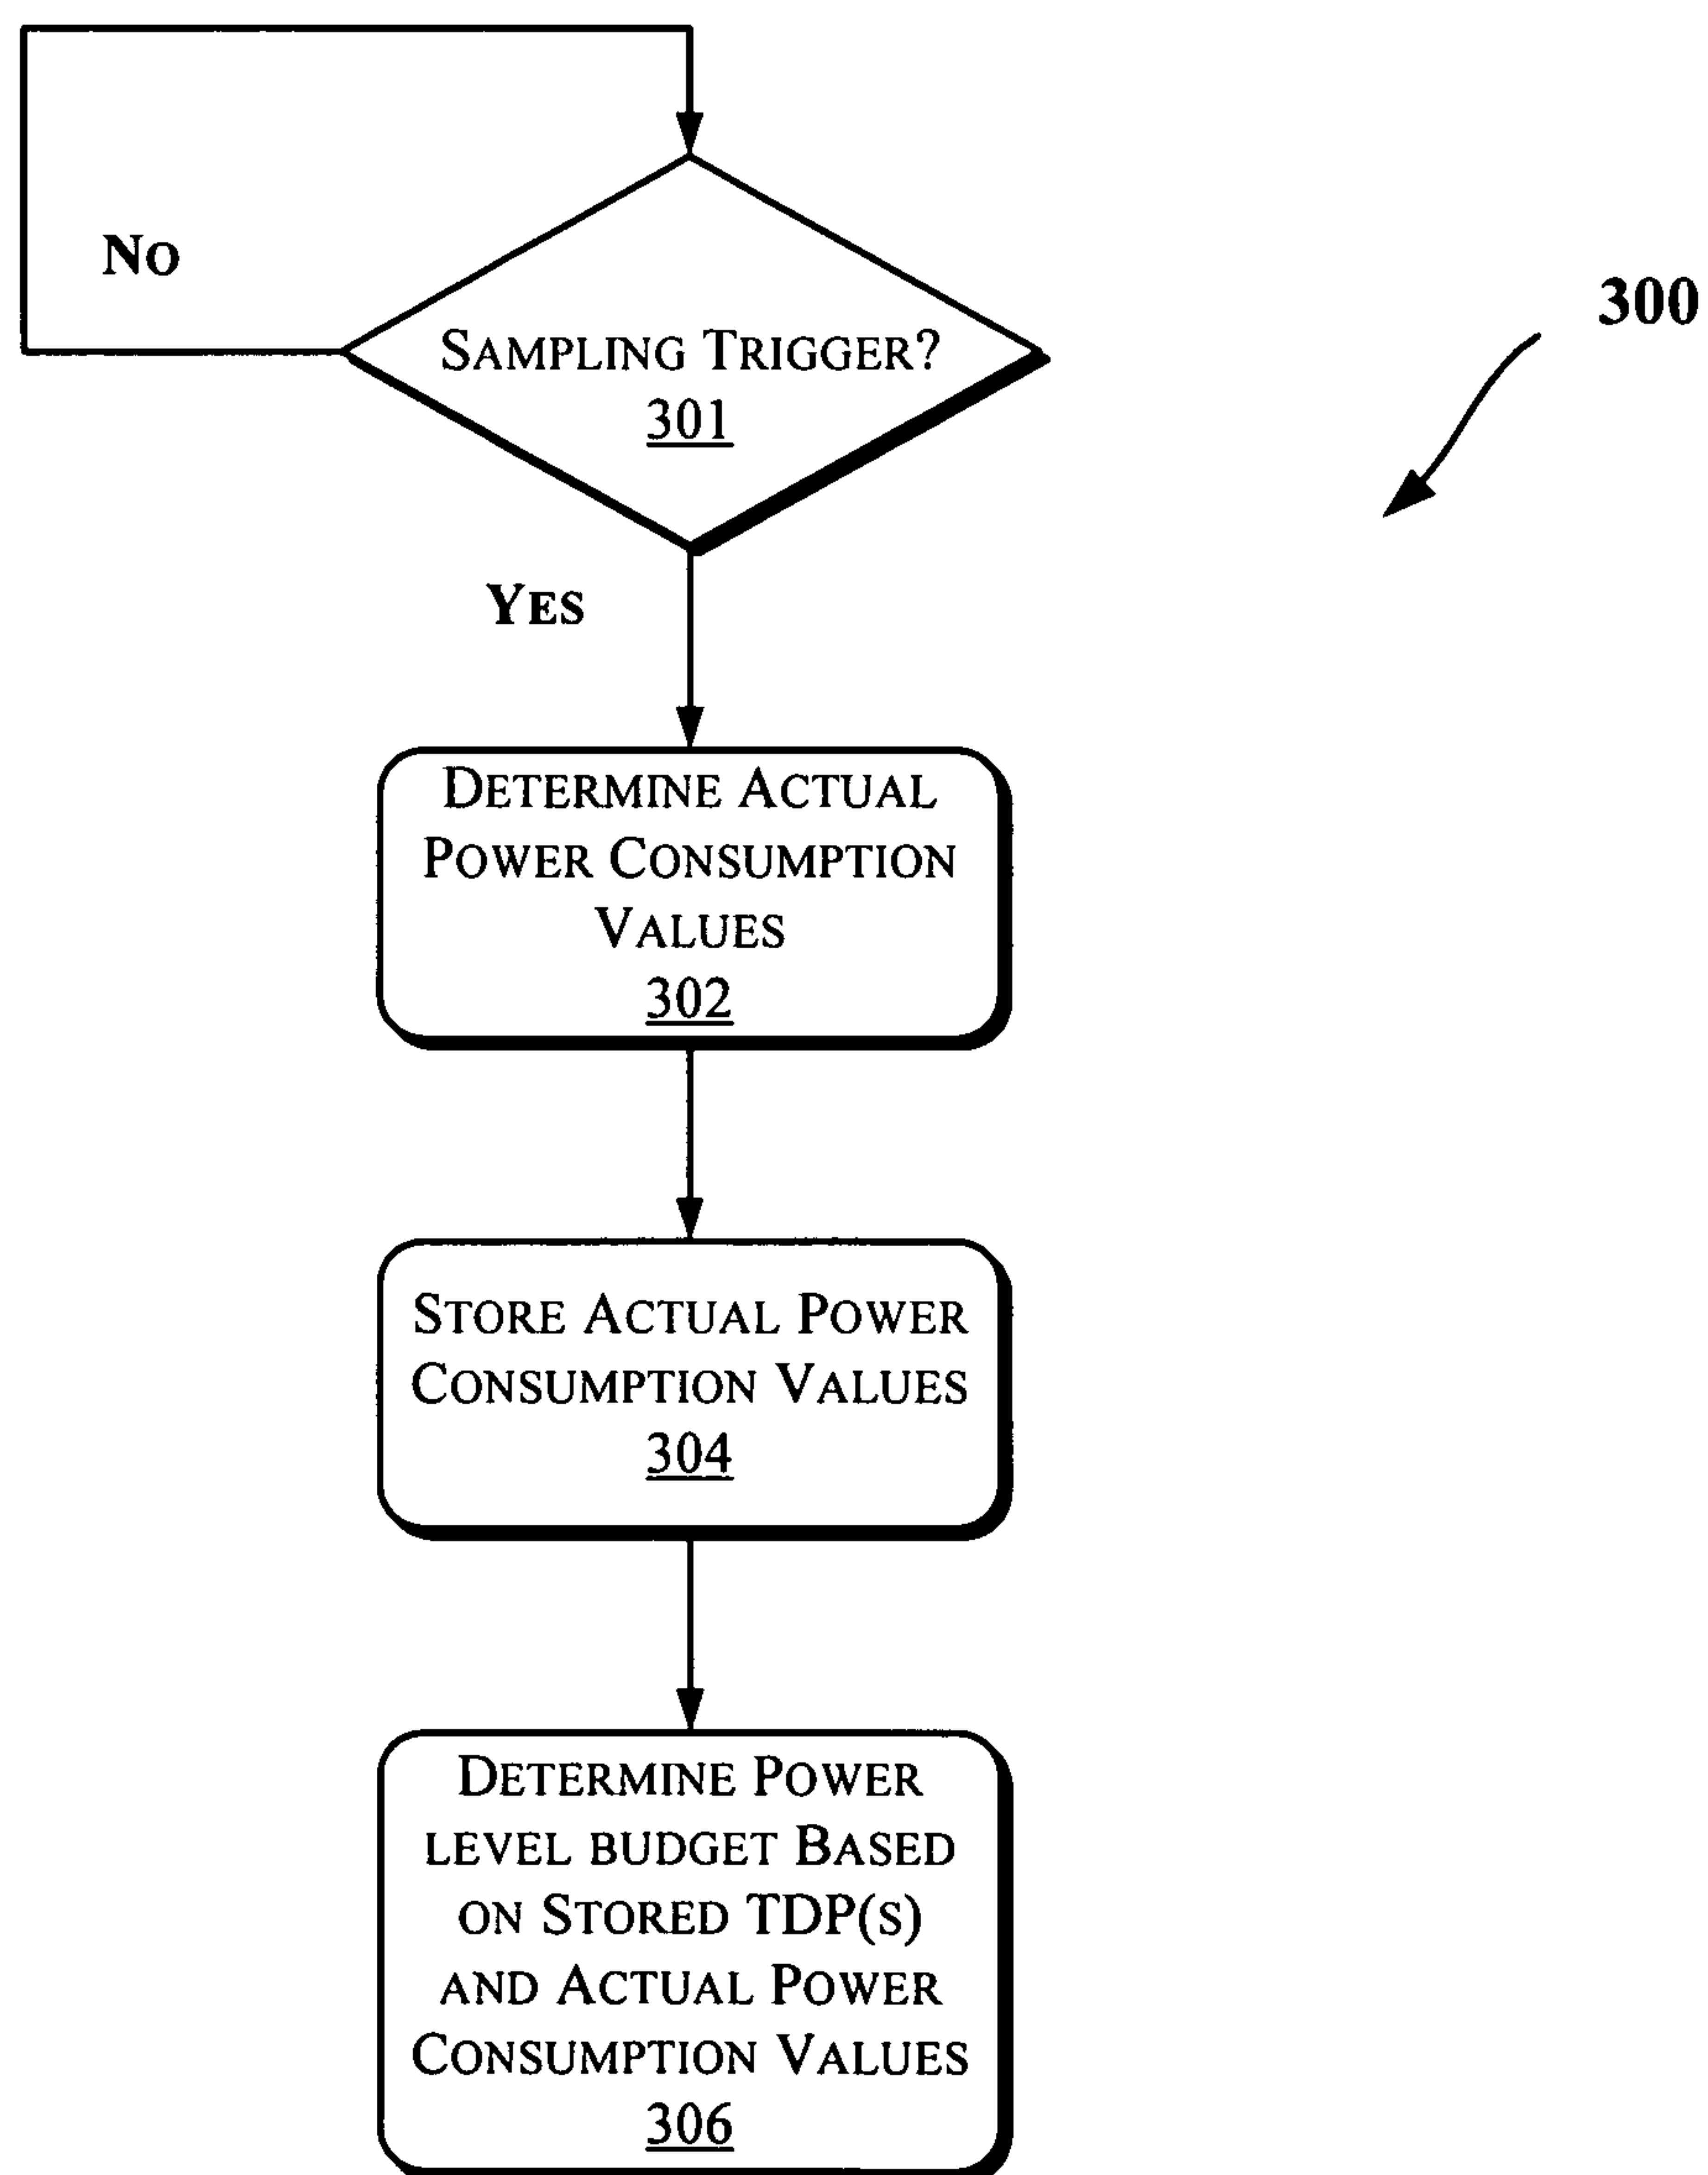 No
300
Sampling Trigger?
301
Yes
Determine Actual
Power Consumption
Values
302
Store Actual Power
Consumption Values
304
Determine Power
level budget Based
on Stored TDP(s)
and Actual Power
Consumption Values
306